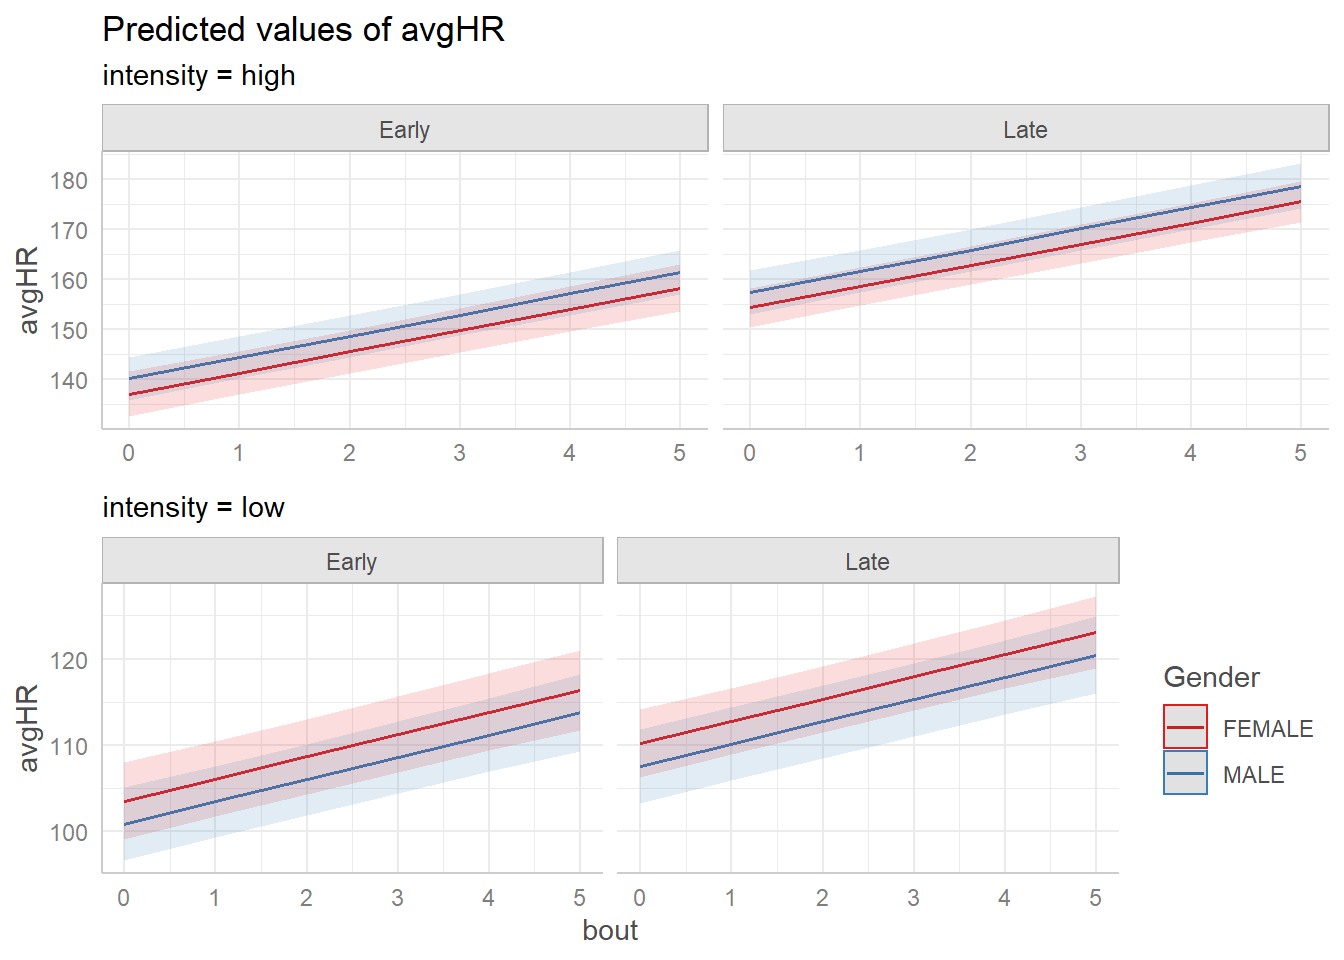 Predicted values of avgHR
intensity = high
Early
Late
avgHR
180
170
160
150
140
0 1 2 3 4 5
0 1 2 3 4 5
intensity = low
Early
Late
avgHR
120
110
100
0 1 2 3 4 5
0 1 2 3 4 5
bout
Gender
FEMALE
MALE